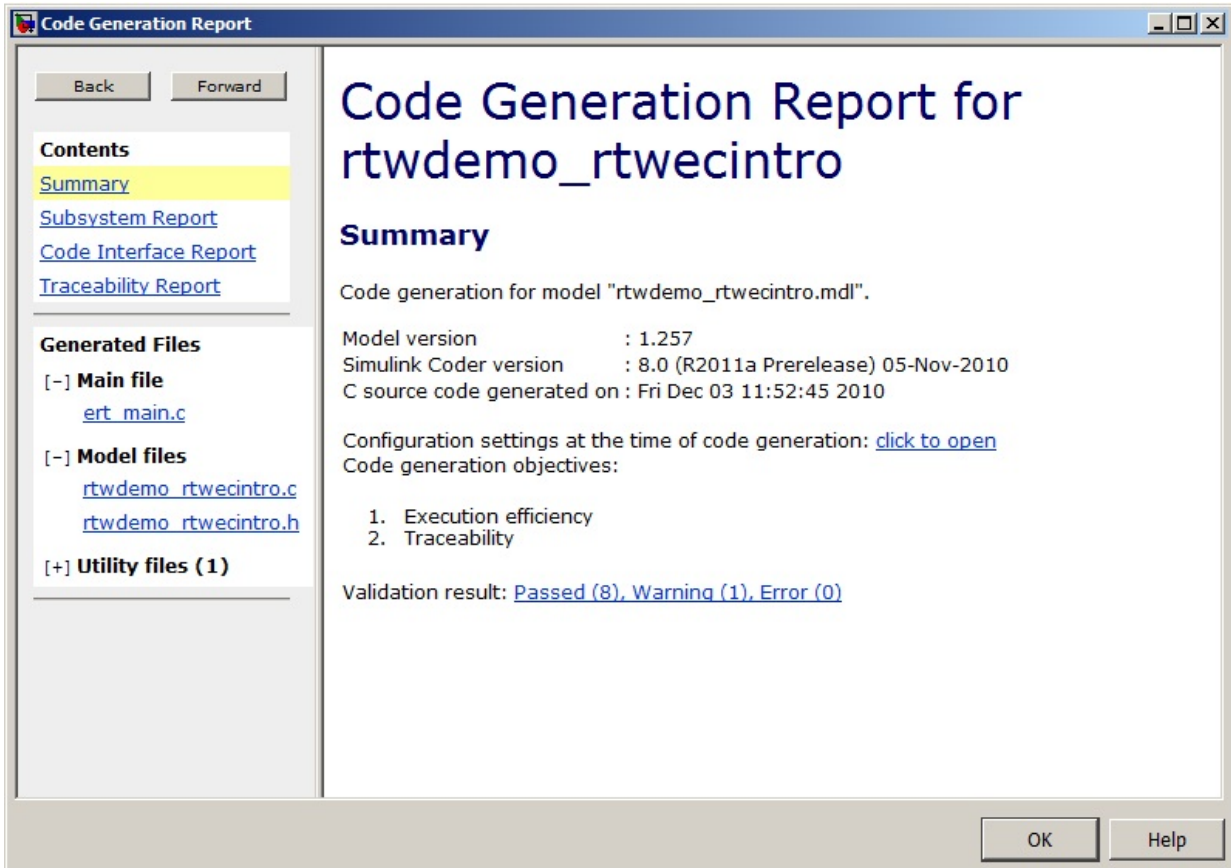 Code Generation Report
Back
Forward
Contents
Summary
Subsystem Report
Code Interface Report
Traceability Report
Generated Files
[-] Main file
ert_main.c
[-] Model files
rtwdemo_rtwecintro.c
rtwdemo_rtwecintro.h
[+] Utility files (1)
Code Generation Report for
rtwdemo_rtwecintro
Summary
Code generation for model "rtwdemo_rtwecintro.mdl".
Model version : 1.257
Simulink Coder version : 8.0 (R2011a Prerelease) 05-Nov-2010
C source code generated on : Fri Dec 03 11:52:45 2010
Configuration settings at the time of code generation: click to open
Code generation objectives:
1. Execution efficiency
2. Traceability
Validation result: Passed (8), Warning (1), Error (0)
OK
Help